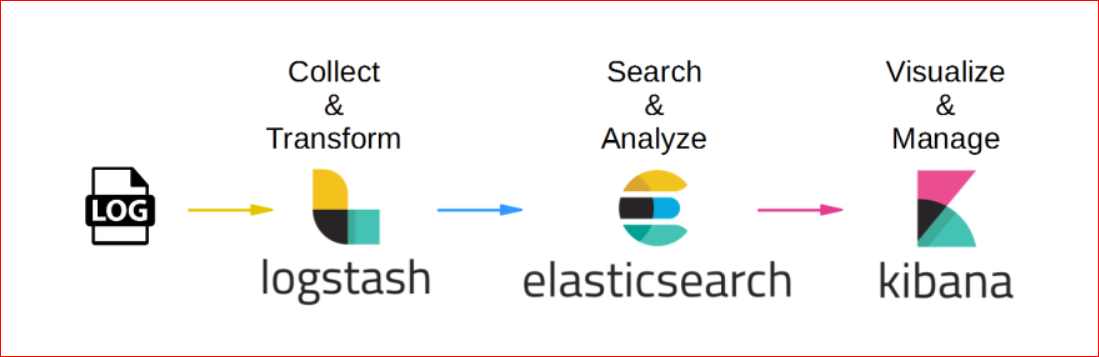 Collect
&
Transform
Search
&
Analyze
Visualize
&
Manage
LOG
logstash
elasticsearch
kibana